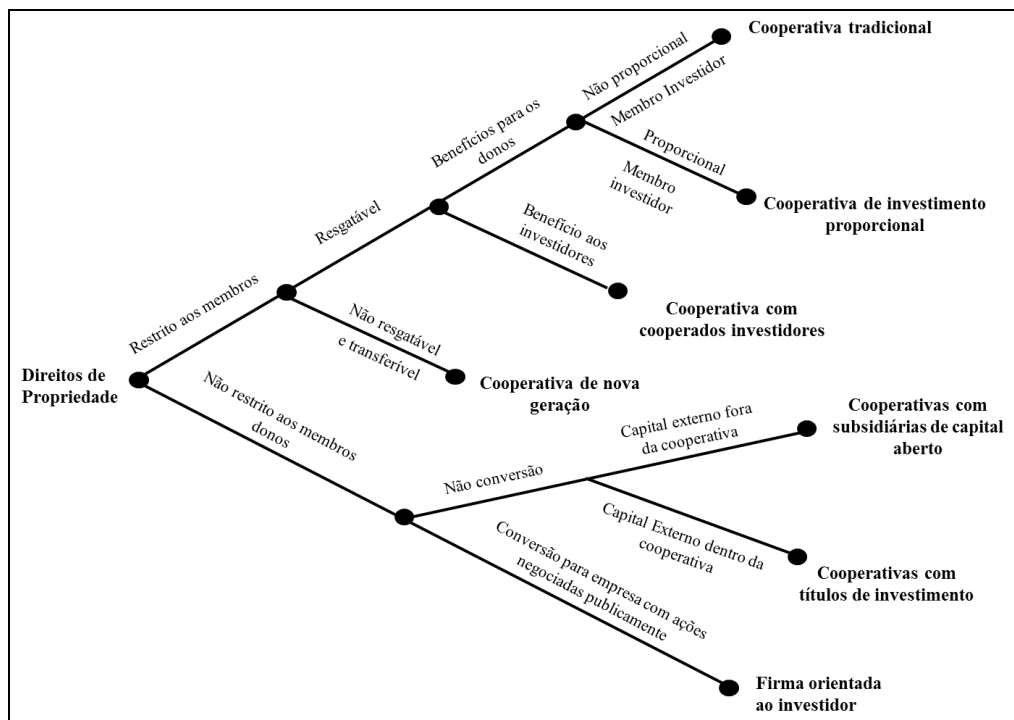 Cooperativa tradicional
Não proporcional
Membro Investidor
Benefícios para os
donos
Proporcional
Membro
investidor
Cooperativa de investimento
proporcional
Resgatável
Benefício aos
investidores
Cooperativa com
cooperados investidores
Restrito aos membros
Não resgatável
e transferível
Cooperativa de nova
geração
Direitos de
Propriedade
Não restrito aos membros
donos
Capital externo fora
da cooperativa
Cooperativas com
subsidiárias de capital
aberto
Não conversão
Capital Externo dentro da
cooperativa
Cooperativas com
títulos de investimento
Conversão para empresa com ações
negociadas publicamente
Firma orientada
ao investidor